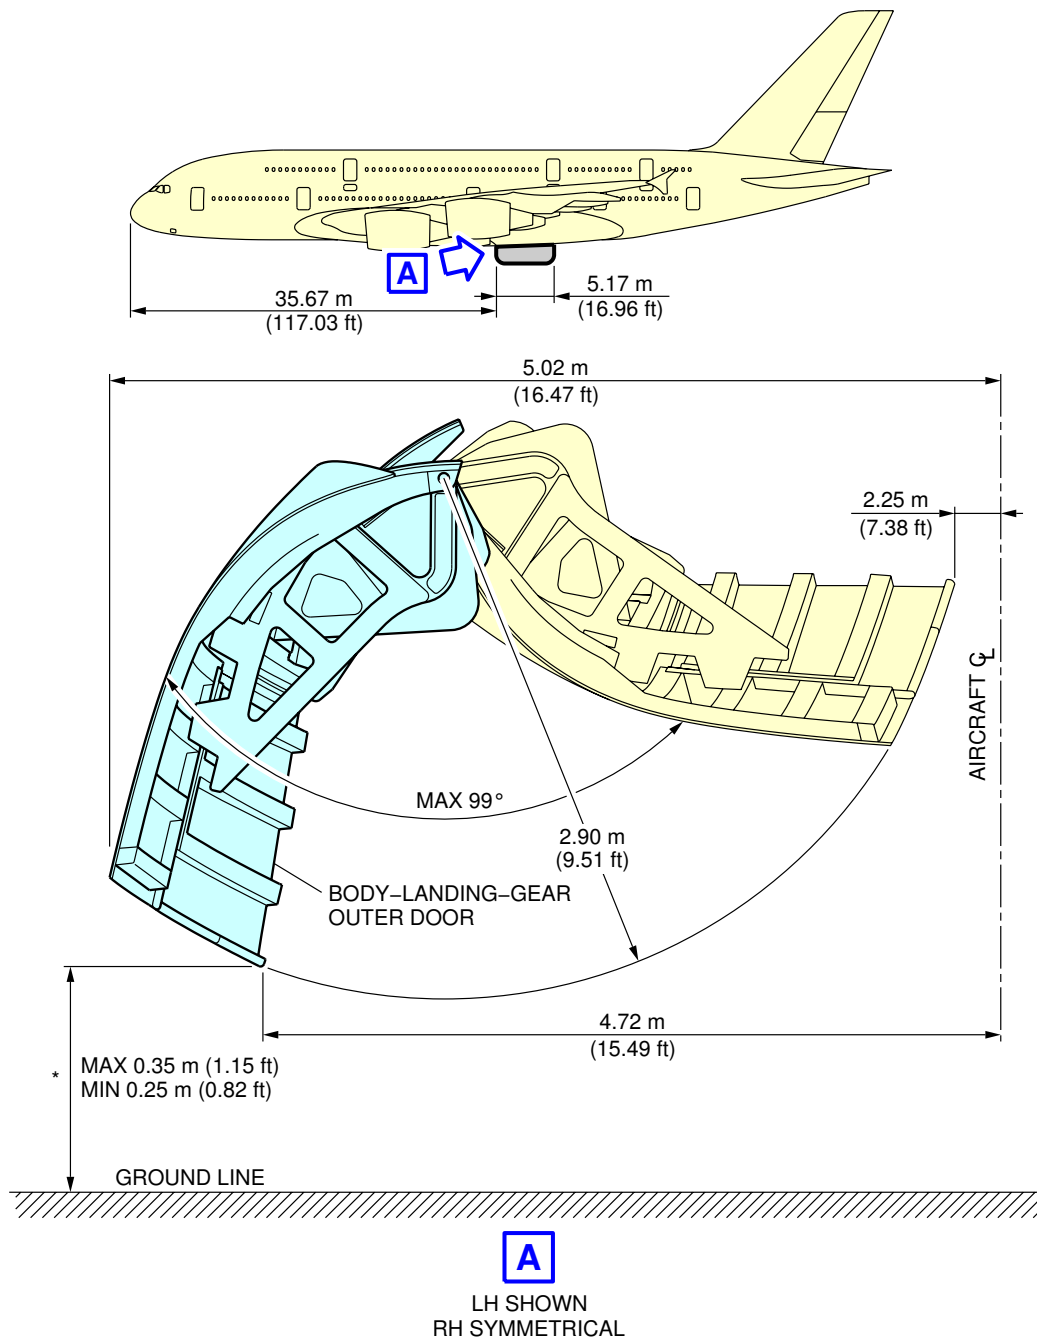 A
35.67 m
(117.03 ft)
5.17 m
(16.96 ft)
5.02 m
(16.47 ft)
2.25 m
(7.38 ft)
AIRCRAFT CL
MAX 99°
2.90 m
(9.51 ft)
BODY–LANDING–GEAR
OUTER DOOR
4.72 m
(15.49 ft)
*
MAX 0.35 m (1.15 ft)
MIN 0.25 m (0.82 ft)
GROUND LINE
A
LH SHOWN
RH SYMMETRICAL